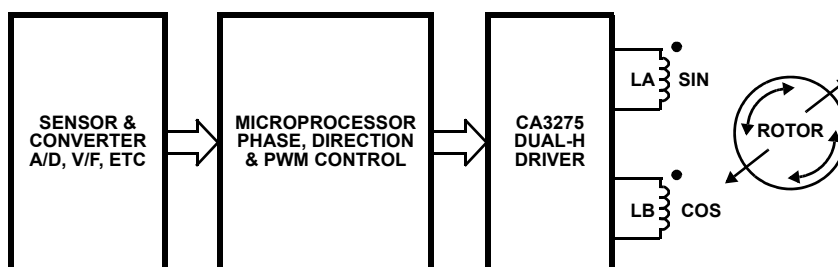 SENSOR &
CONVERTER
A/D, V/F, ETC
MICROPROCESSOR
PHASE, DIRECTION
& PWM CONTROL
CA3275
DUAL-H
DRIVER
LA SIN
LB COS
ROTOR